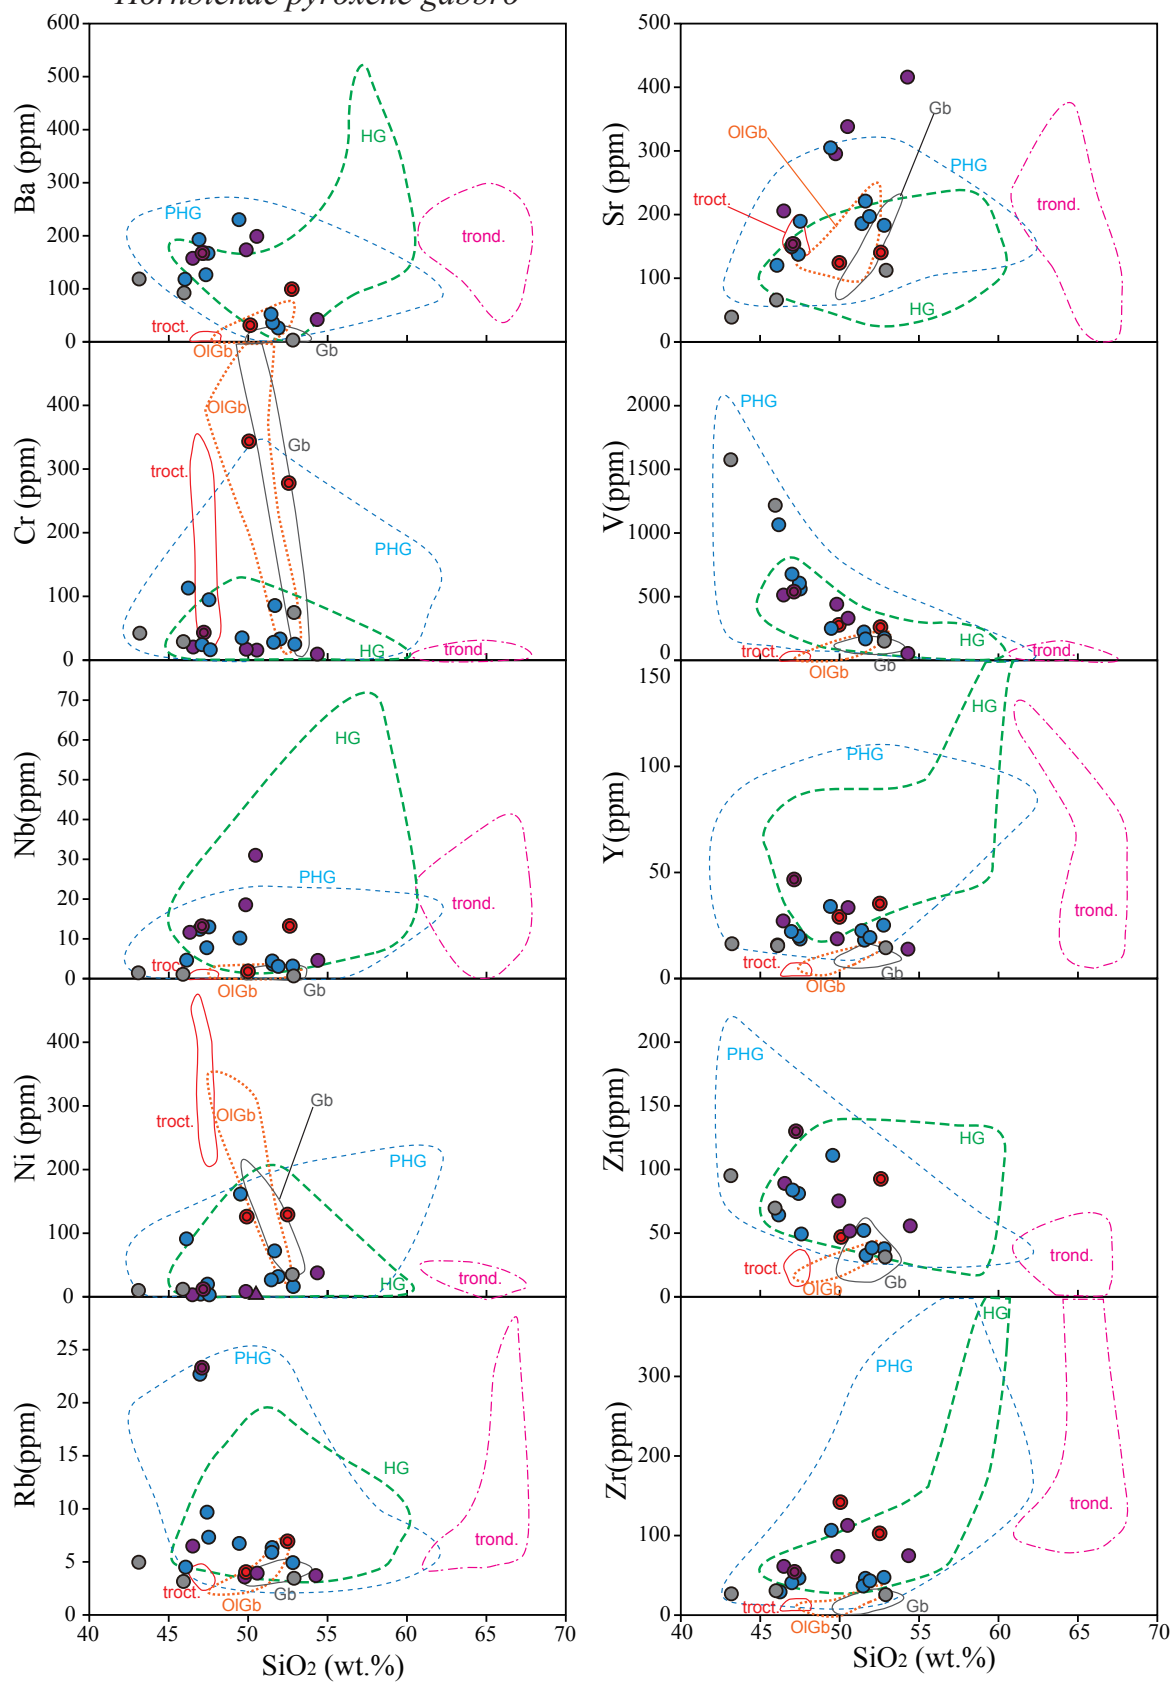 Hornblende pyroxene gabbro
600
500
400
300
200
100
0
Ba (ppm)
PHG
HG
trond.
troct.
OlGb
Gb
500
400
300
200
100
0
Sr (ppm)
OlGb
Gb
PHG
troct.
trond.
HG
400
300
200
100
0
Cr (ppm)
OlGb
Gb
troct.
PHG
HG
trond.
2000
1500
1000
500
0
V(ppm)
PHG
HG
troct.
OlGb
Gb
trond.
70
60
50
40
30
20
10
0
Nb(ppm)
HG
PHG
trond.
troct.
OlGb
Gb
150
100
50
0
Y(ppm)
HG
PHG
trond.
troct.
OlGb
Gb
400
300
200
100
0
Ni (ppm)
troct.
OlGb
Gb
PHG
HG
trond.
200
150
100
50
0
Zn(ppm)
PHG
HG
troct.
OlGb
Gb
trond.
25
20
15
10
5
0
Rb(ppm)
PHG
HG
trond.
troct.
OlGb
Gb
40 45 50 55 60 65 70
SiO2 (wt.%)
300
200
100
0
Zr(ppm)
HG
PHG
trond.
troct.
OlGb
Gb
40 45 50 55 60 65 70
SiO2 (wt.%)